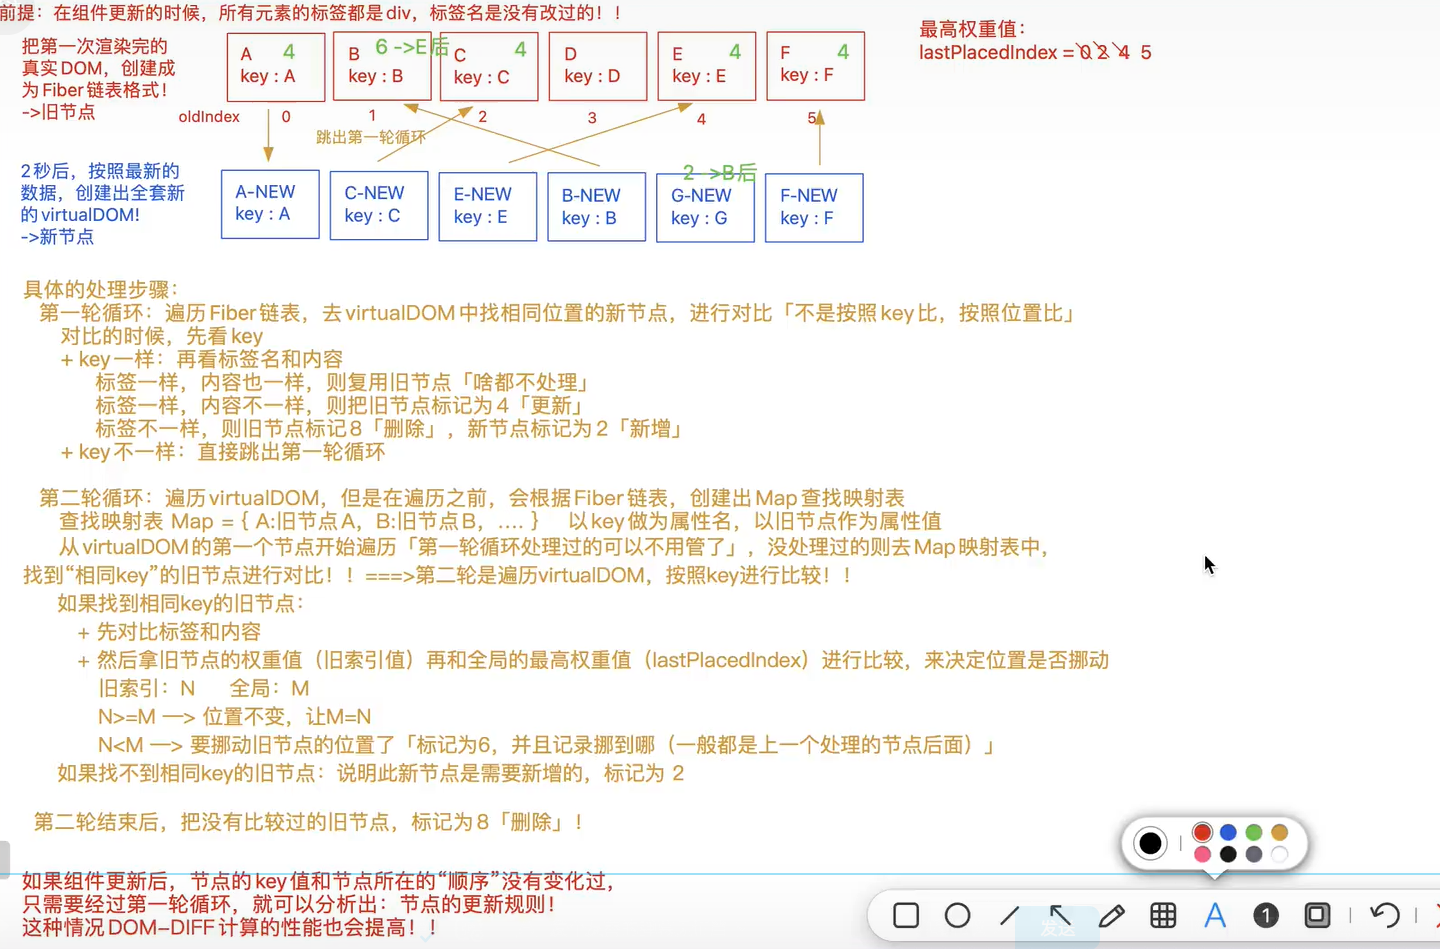 前提：在组件更新的时候，所有元素的标签都是div，标签名是没有改过的！！
最高权重值：
lastPlacedIndex = 0 2 4 5
把第一次渲染完的
真实DOM，创建成
为Fiber链表格式！
->旧节点
A 4
key : A
B 6 ->E后
key : B
C 4
key : C
D
key : D
E 4
key : E
F 4
key : F
oldIndex 0 1 2 3 4 5
跳出第一轮循环
2秒后，按照最新的
数据，创建出全套新
的virtualDOM!
->新节点
A-NEW
key : A
C-NEW
key : C
E-NEW
key : E
B-NEW
key : B
2 ->B后
G-NEW
key : G
F-NEW
key : F
具体的处理步骤：
第一轮循环：遍历Fiber链表，去virtualDOM中找相同位置的新节点，进行对比「不是按照key比，按照位置比」
对比的时候，先看key
+ key一样：再看标签名和内容
标签一样，内容也一样，则复用旧节点「啥都不处理」
标签一样，内容不一样，则把旧节点标记为4「更新」
标签不一样，则旧节点标记8「删除」，新节点标记为2「新增」
+ key不一样：直接跳出第一轮循环
第二轮循环：遍历virtualDOM，但是在遍历之前，会根据Fiber链表，创建出Map查找映射表
查找映射表 Map = { A:旧节点A，B:旧节点B，.... } 以key做为属性名，以旧节点作为属性值
从virtualDOM的第一个节点开始遍历「第一轮循环处理过的可以不用管了」，没处理过的则去Map映射表中，
找到“相同key”的旧节点进行对比！！===>第二轮是遍历virtualDOM，按照key进行比较！！
如果找到相同key的旧节点：
+ 先对比标签和内容
+ 然后拿旧节点的权重值（旧索引值）再和全局的最高权重值（lastPlacedIndex）进行比较，来决定位置是否挪动
旧索引：N 全局：M
N>=M —> 位置不变，让M=N
N<M —> 要挪动旧节点的位置了「标记为6，并且记录挪到哪（一般都是上一个处理的节点后面）」
如果找不到相同key的旧节点：说明此新节点是需要新增的，标记为 2
第二轮结束后，把没有比较过的旧节点，标记为8「删除」！
如果组件更新后，节点的key值和节点所在的“顺序”没有变化过，
只需要经过第一轮循环，就可以分析出：节点的更新规则！
这种情况DOM-DIFF计算的性能也会提高！！
A
1
发送